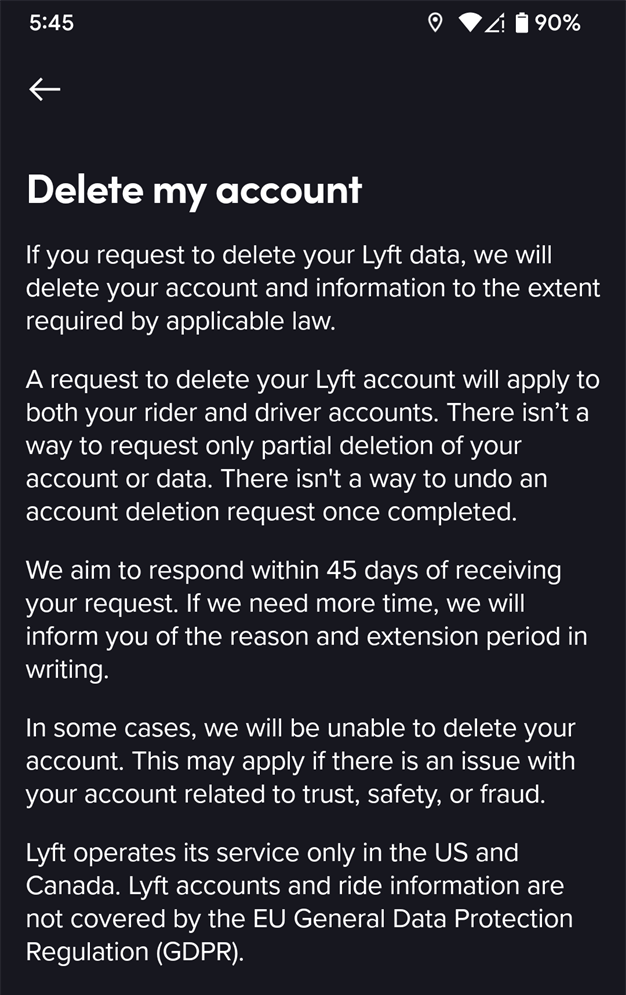 5:45
90%
Delete my account
If you request to delete your Lyft data, we will
delete your account and information to the extent
required by applicable law.
A request to delete your Lyft account will apply to
both your rider and driver accounts. There isn’t a
way to request only partial deletion of your
account or data. There isn't a way to undo an
account deletion request once completed.
We aim to respond within 45 days of receiving
your request. If we need more time, we will
inform you of the reason and extension period in
writing.
In some cases, we will be unable to delete your
account. This may apply if there is an issue with
your account related to trust, safety, or fraud.
Lyft operates its service only in the US and
Canada. Lyft accounts and ride information are
not covered by the EU General Data Protection
Regulation (GDPR).